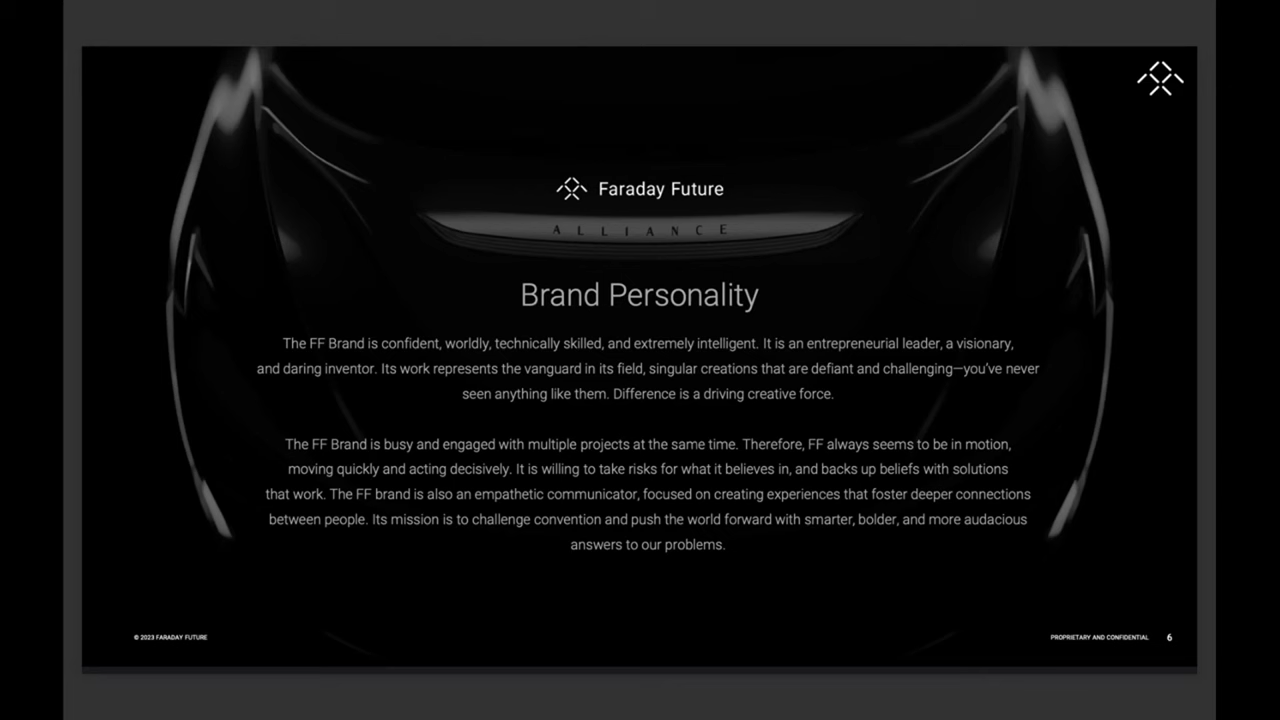 Faraday Future
ALLIANCE
Brand Personality
The FF Brand is confident, worldly, technically skilled, and extremely intelligent. It is an entrepreneurial leader, a visionary,
and daring inventor. Its work represents the vanguard in its field, singular creations that are defiant and challenging—you've never
seen anything like them. Difference is a driving creative force.
The FF Brand is busy and engaged with multiple projects at the same time. Therefore, FF always seems to be in motion,
moving quickly and acting decisively. It is willing to take risks for what it believes in, and backs up beliefs with solutions
that work. The FF brand is also an empathetic communicator, focused on creating experiences that foster deeper connections
between people. Its mission is to challenge convention and push the world forward with smarter, bolder, and more audacious
answers to our problems.
© 2023 FARADAY FUTURE
PROPRIETARY AND CONFIDENTIAL 6